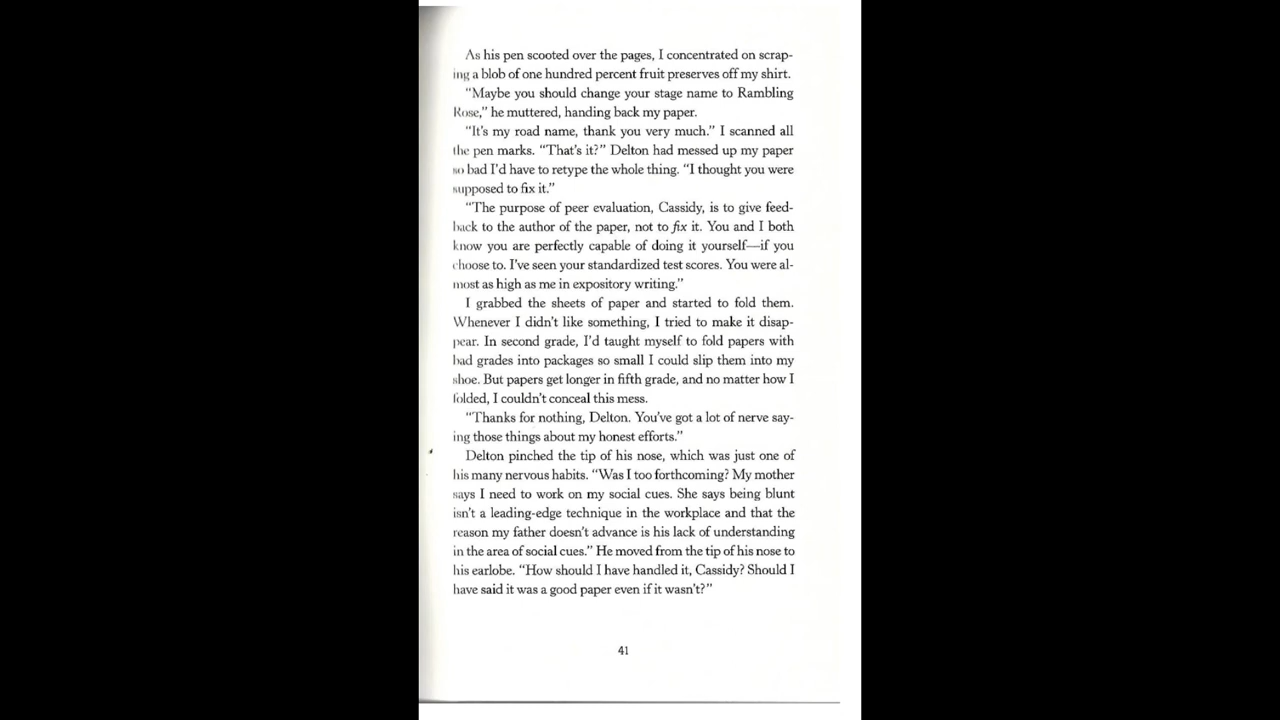 As his pen scooted over the pages, I concentrated on scrap-
ing a blob of one hundred percent fruit preserves off my shirt.
"Maybe you should change your stage name to Rambling
Rose," he muttered, handing back my paper.
"It's my road name, thank you very much." I scanned all
the pen marks. "That's it?" Delton had messed up my paper
so bad I'd have to retype the whole thing. "I thought you were
supposed to fix it."
"The purpose of peer evaluation, Cassidy, is to give feed-
back to the author of the paper, not to fix it. You and I both
know you are perfectly capable of doing it yourself—if you
choose to. I've seen your standardized test scores. You were al-
most as high as me in expository writing."
I grabbed the sheets of paper and started to fold them.
Whenever I didn't like something, I tried to make it disap-
pear. In second grade, I'd taught myself to fold papers with
bad grades into packages so small I could slip them into my
shoe. But papers get longer in fifth grade, and no matter how I
folded, I couldn't conceal this mess.
"Thanks for nothing, Delton. You've got a lot of nerve say-
ing those things about my honest efforts."
Delton pinched the tip of his nose, which was just one of
his many nervous habits. "Was I too forthcoming? My mother
says I need to work on my social cues. She says being blunt
isn't a leading-edge technique in the workplace and that the
reason my father doesn't advance is his lack of understanding
in the area of social cues." He moved from the tip of his nose to
his earlobe. "How should I have handled it, Cassidy? Should I
have said it was a good paper even if it wasn't?"
41